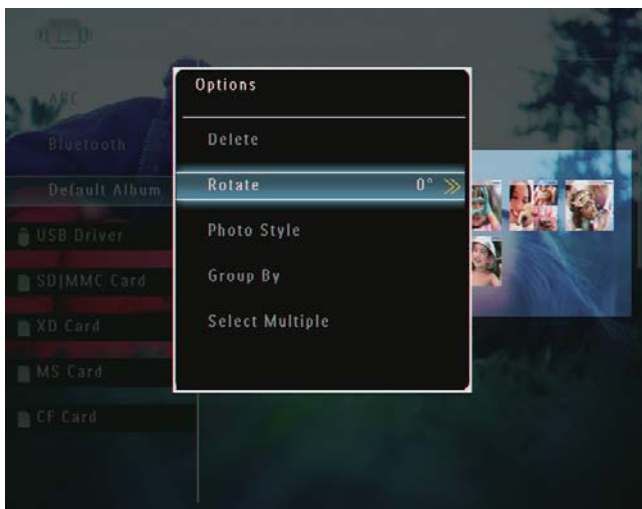 ABC
Bluetooth
Default Album
USB Driver
SD|MMC Card
XD Card
MS Card
CF Card
Options
Delete
Rotate 0° »
Photo Style
Group By
Select Multiple